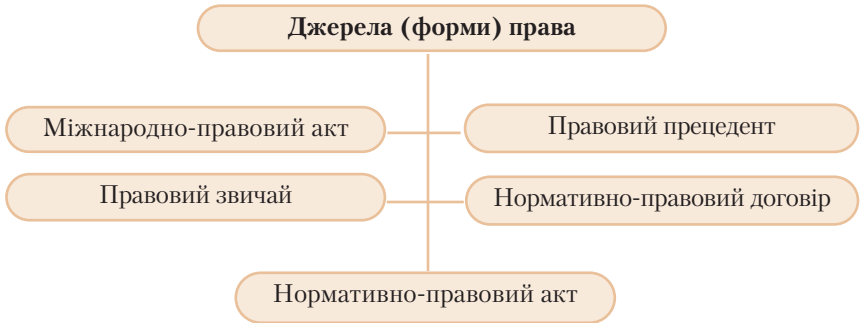 Джерела (форми) права
Міжнародно-правовий акт
Правовий прецедент
Правовий звичай
Нормативно-правовий договір
Нормативно-правовий акт